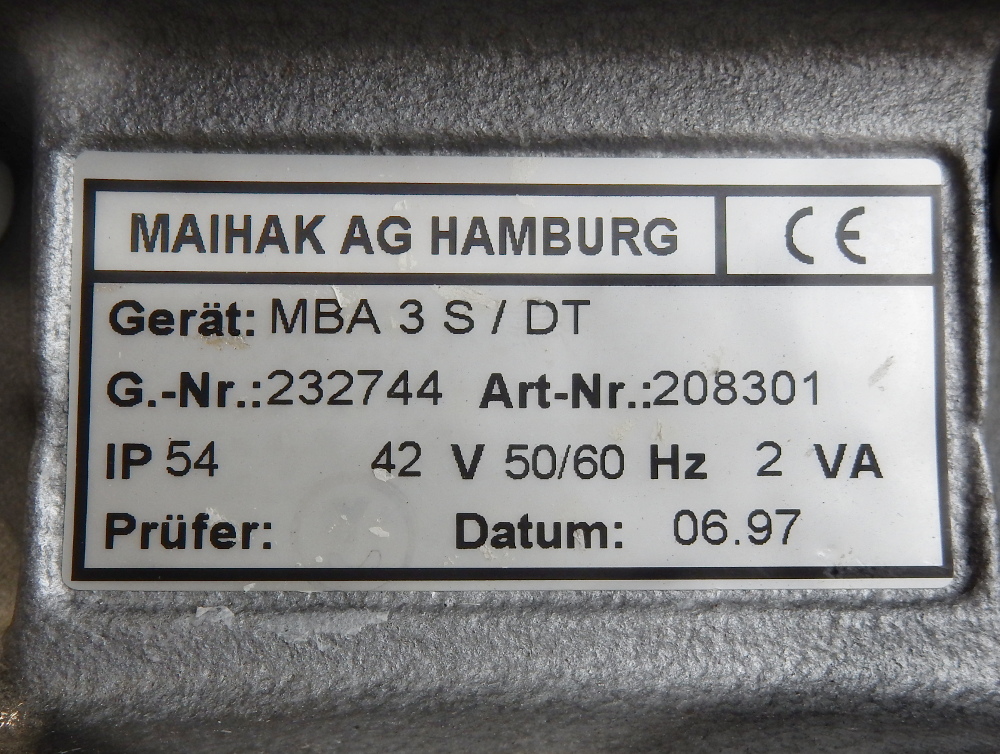 MAIHAK AG HAMBURG CE
Gerät: MBA 3 S / DT
G.-Nr.:232744 Art-Nr.:208301
IP 54 42 V 50/60 Hz 2 VA
Prüfer: Datum: 06.97